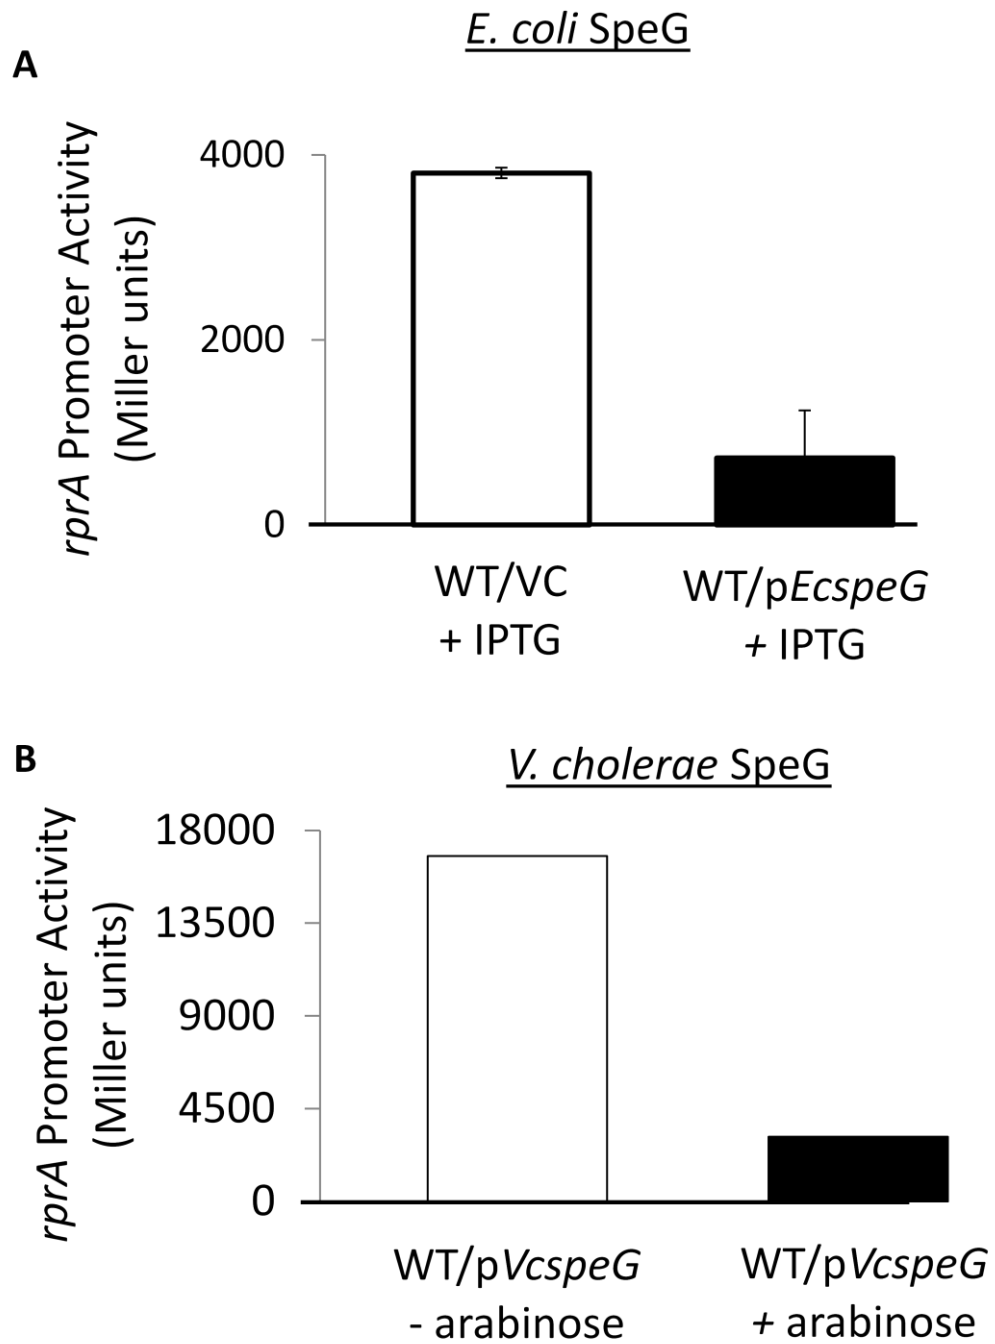 E. coli SpeG
A
rprA Promoter Activity
(Miller units)
4000
2000
0
WT/VC
+ IPTG
WT/pEcspeG
+ IPTG
B
V. cholerae SpeG
rprA Promoter Activity
(Miller units)
18000
13500
9000
4500
0
WT/pVcspeG
- arabinose
WT/pVcspeG
+ arabinose